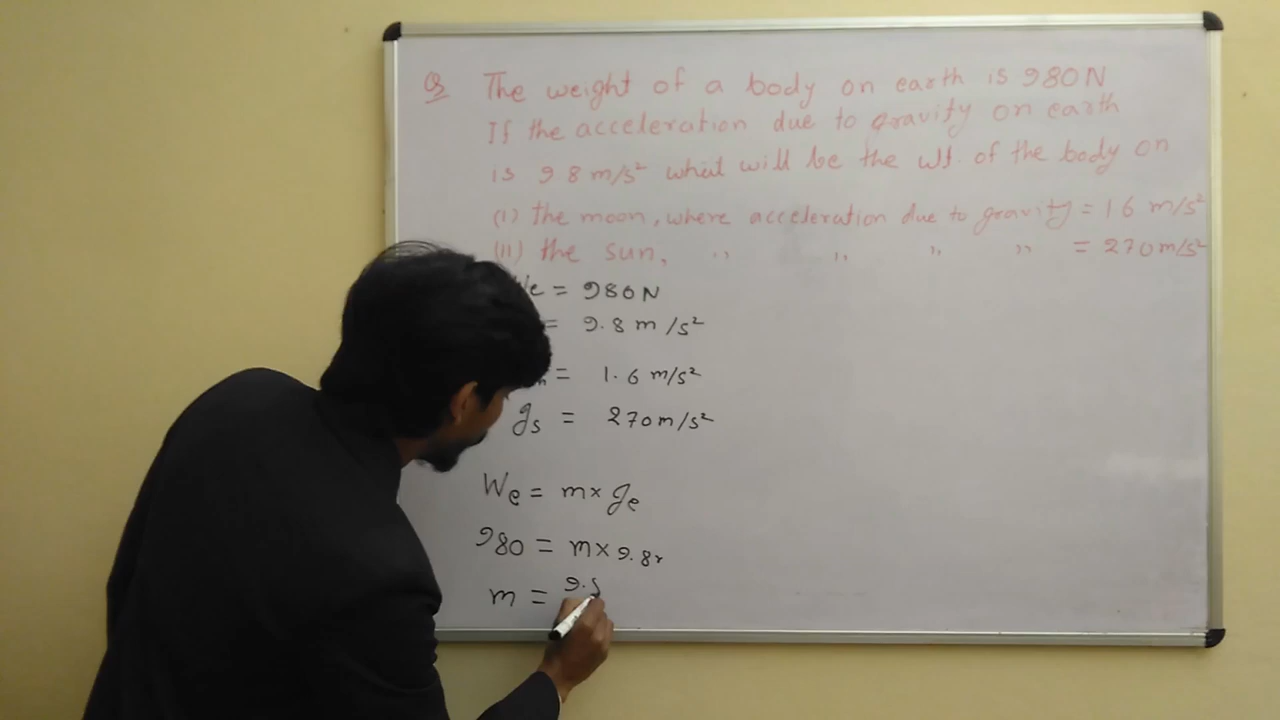 Q The weight of a body on earth is 980N
If the acceleration due to gravity on earth
is 9.8 m/s² what will be the wt. of the body on
(I) the moon, where acceleration due to gravity = 1.6 m/s²
(II) the sun, " " " " = 270 m/s²
We = 980N
= 9.8 m/s²
m = 1.6 m/s²
gs = 270 m/s²
We = m × ge
980 = m × 9.8
m = 9.